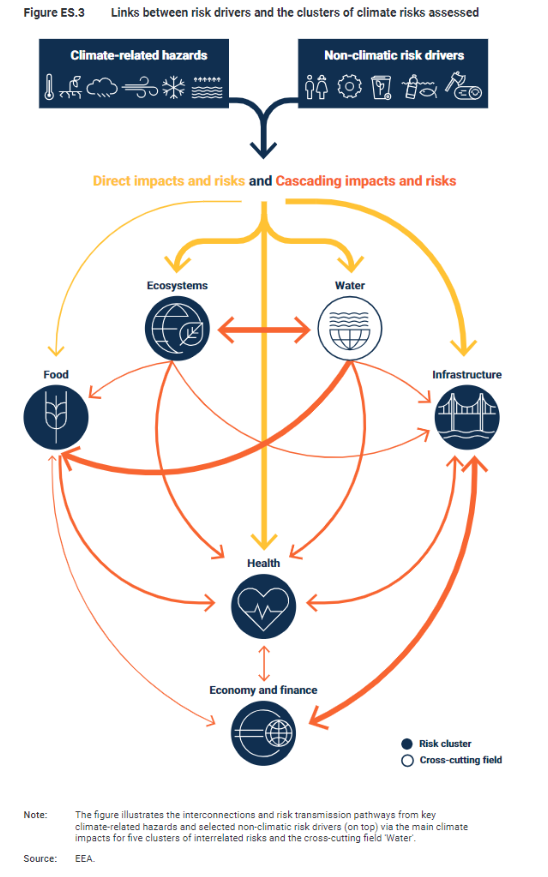 Figure ES.3 Links between risk drivers and the clusters of climate risks assessed
Climate-related hazards
Non-climatic risk drivers
Direct impacts and risks and Cascading impacts and risks
Ecosystems
Water
Food
Infrastructure
Health
Economy and finance
Risk cluster
Cross-cutting field
Note: The figure illustrates the interconnections and risk transmission pathways from key
climate-related hazards and selected non-climatic risk drivers (on top) via the main climate
impacts for five clusters of interrelated risks and the cross-cutting field 'Water'.
Source: EEA.